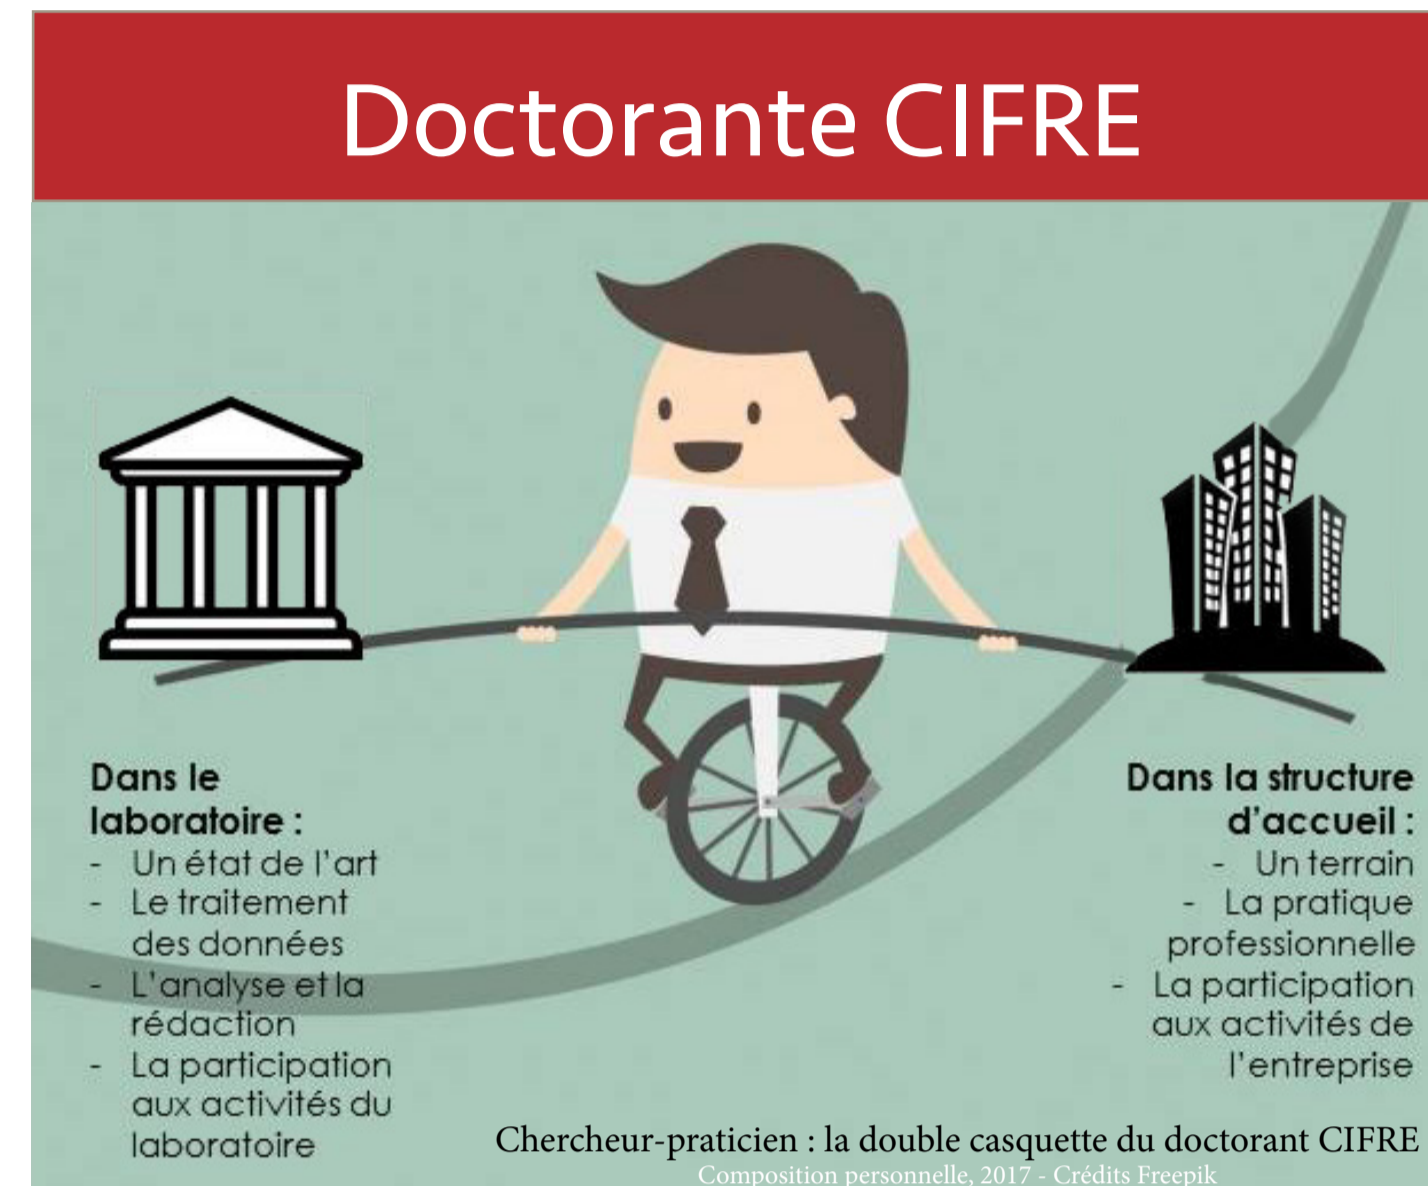 Doctorante CIFRE
Dans le
laboratoire :
- Un état de l'art
- Le traitement
des données
- L'analyse et la
rédaction
- La participation
aux activités du
laboratoire
Dans la structure
d'accueil :
- Un terrain
- La pratique
professionnelle
- La participation
aux activités de
l'entreprise
Chercheur-praticien : la double casquette du doctorant CIFRE
Composition personnelle, 2017 - Crédits Freepik